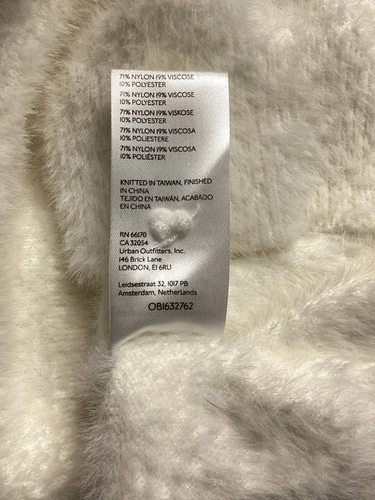 71% NYLON 19% VISCOSE
10% POLYESTER
71% NYLON 19% VISCOSE
10% POLYESTER
71% NYLON 19% VISKOSE
10% POLYESTER
71% NYLON 19% VISCOSA
10% POLIESTERE
71% NYLON 19% VISCOSA
10% POLIÉSTER
KNITTED IN TAIWAN, FINISHED
IN CHINA
TEJIDO EN TAIWÁN, ACABADO
EN CHINA
RN 66170
CA 32054
Urban Outfitters, Inc.
146 Brick Lane
LONDON, E1 6RU
Leidsestraat 32, 1017 PB
Amsterdam, Netherlands
OB1632762